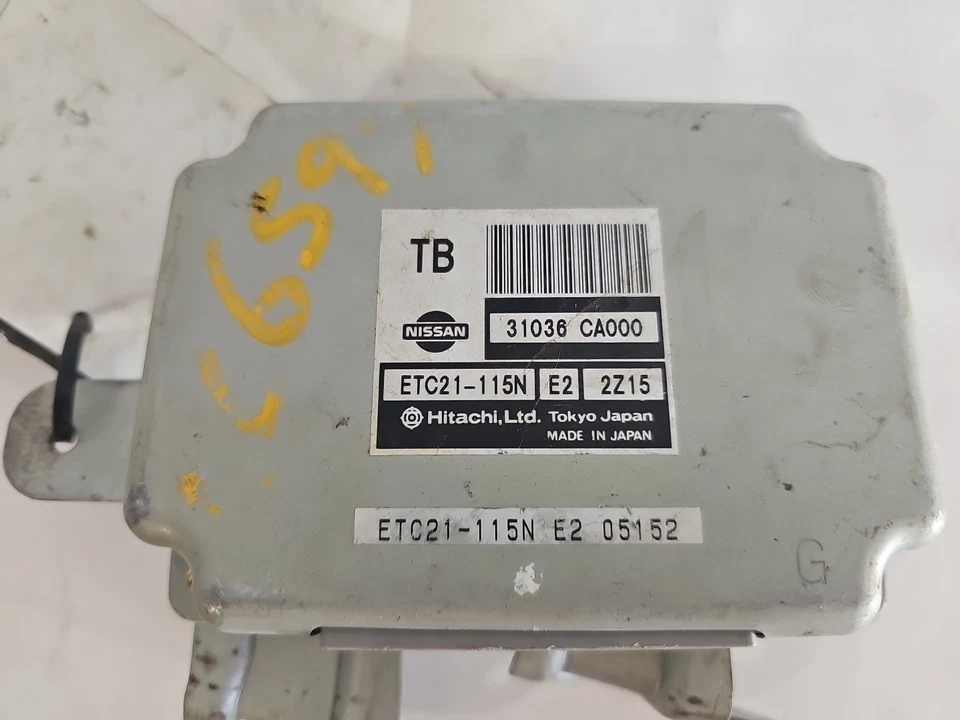 C659
TB
NISSAN
31036 CA000
ETC21-115N E2 2Z15
Hitachi,Ltd. Tokyo Japan
MADE IN JAPAN
ETC21-115N E2 05152
G